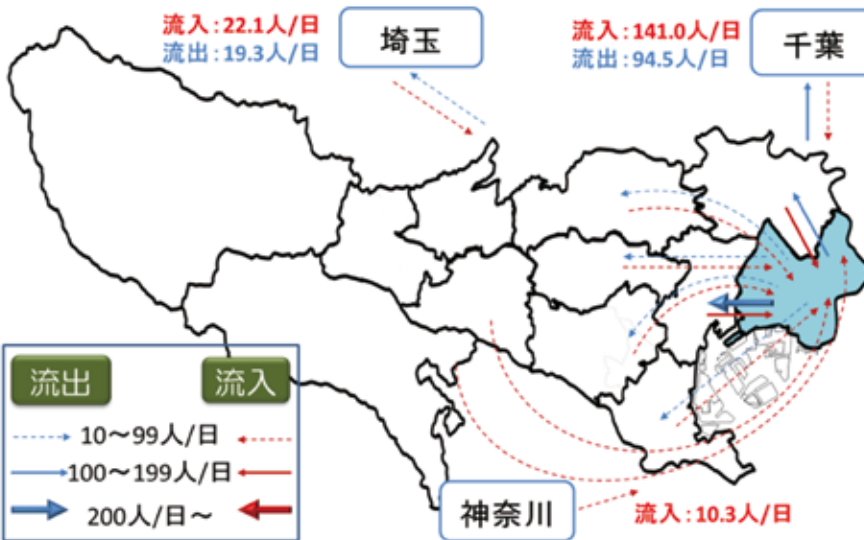 流入：22.1人/日
流出：19.3人/日
埼玉
流入：141.0人/日
流出：94.5人/日
千葉
流出
流入
10～99人/日
100～199人/日
200人/日～
神奈川
流入：10.3人/日